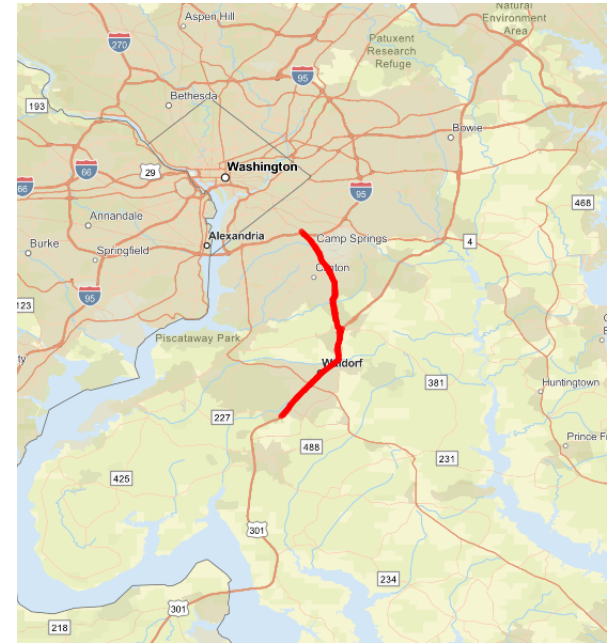 Aspen Hill
Natural
Environment
Area
Patuxent
Research
Refuge
270
95
193
Bethesda
Bowie
Washington
29
66
66
95
468
Annandale
Alexandria
Camp Springs
4
Burke
Springfield
Clinton
95
123
Piscataway Park
Waldorf
381
Huntingtown
227
488
231
Prince Fr
425
301
234
301
218